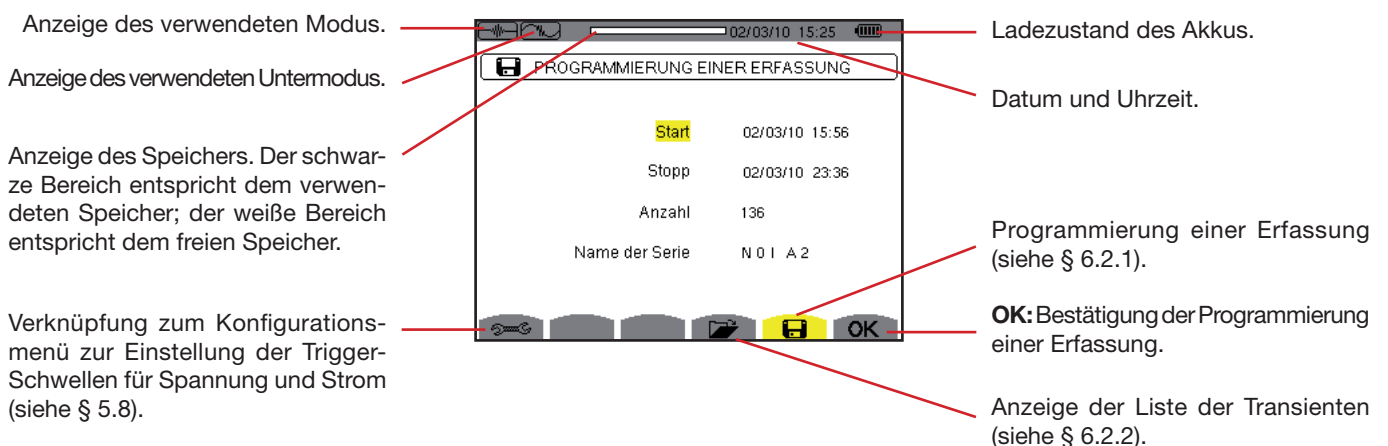 Anzeige des verwendeten Modus.
Anzeige des verwendeten Untermodus.
Anzeige des Speichers. Der schwar-
ze Bereich entspricht dem verwen-
deten Speicher; der weiße Bereich
entspricht dem freien Speicher.
Verknüpfung zum Konfigurations-
menü zur Einstellung der Trigger-
Schwellen für Spannung und Strom
(siehe § 5.8).
02/03/10 15:25
PROGRAMMIERUNG EINER ERFASSUNG
Start 02/03/10 15:56
Stopp 02/03/10 23:36
Anzahl 136
Name der Serie N 0 I A 2
OK
Ladezustand des Akkus.
Datum und Uhrzeit.
Programmierung einer Erfassung
(siehe § 6.2.1).
OK: Bestätigung der Programmierung
einer Erfassung.
Anzeige der Liste der Transienten
(siehe § 6.2.2).